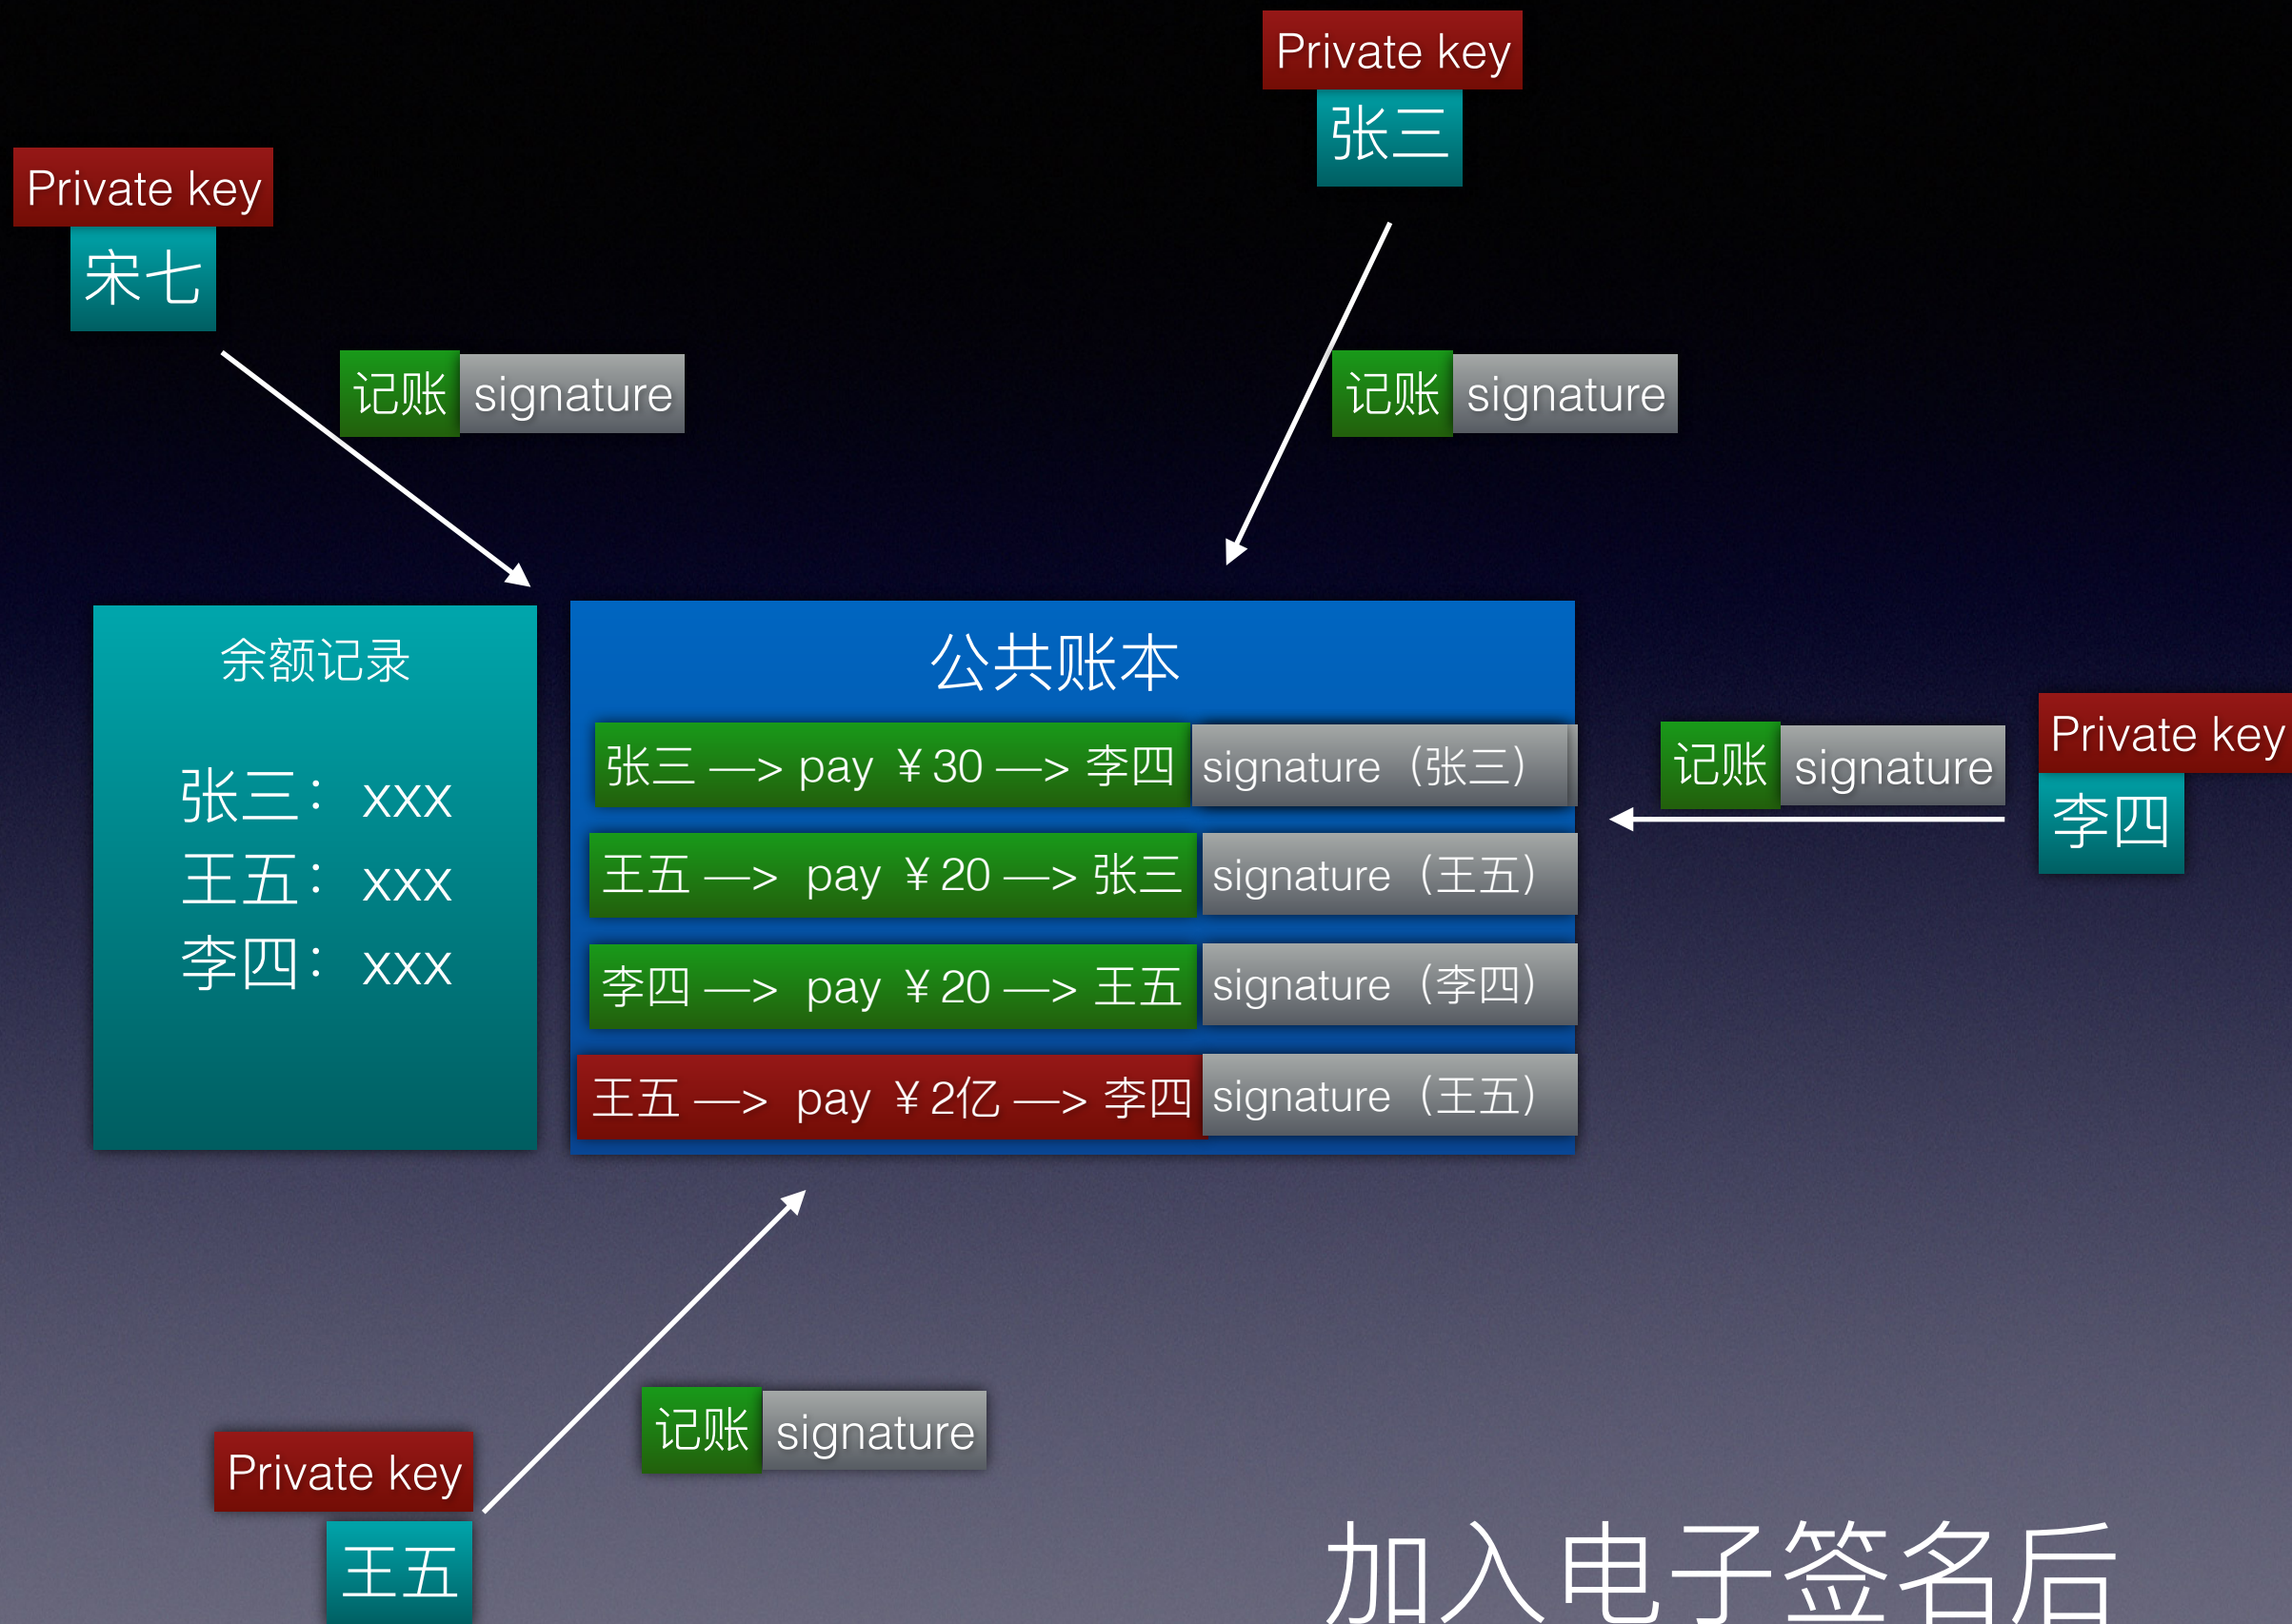 Private key
张三
Private key
宋七
记账 signature
记账 signature
余额记录
张三： xxx
王五： xxx
李四： xxx
公共账本
张三 —> pay ￥30 —> 李四 signature（张三）
王五 —> pay ￥20 —> 张三 signature（王五）
李四 —> pay ￥20 —> 王五 signature（李四）
王五 —> pay ￥2亿 —> 李四 signature（王五）
记账 signature
Private key
李四
记账 signature
Private key
王五
加入电子签名后